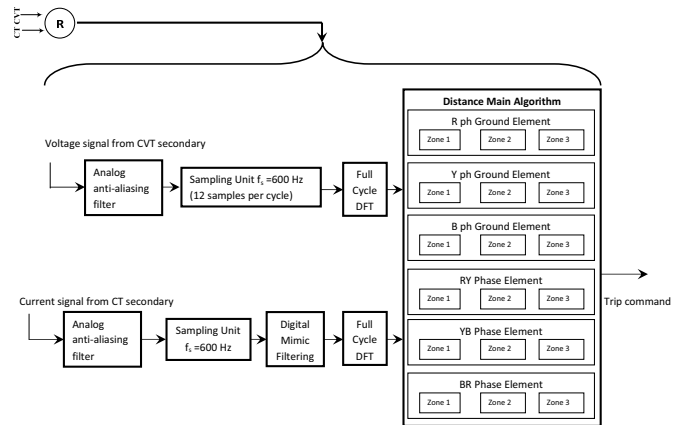 CT CVT
R
Distance Main Algorithm
R ph Ground Element
Zone 1 Zone 2 Zone 3
Voltage signal from CVT secondary
Analog
anti-aliasing
filter
Sampling Unit fs =600 Hz
(12 samples per cycle)
Full
Cycle
DFT
Y ph Ground Element
Zone 1 Zone 2 Zone 3
B ph Ground Element
Zone 1 Zone 2 Zone 3
RY Phase Element
Zone 1 Zone 2 Zone 3
Trip command
Current signal from CT secondary
Analog
anti-aliasing
filter
Sampling Unit
fs =600 Hz
Digital
Mimic
Filtering
Full
Cycle
DFT
YB Phase Element
Zone 1 Zone 2 Zone 3
BR Phase Element
Zone 1 Zone 2 Zone 3